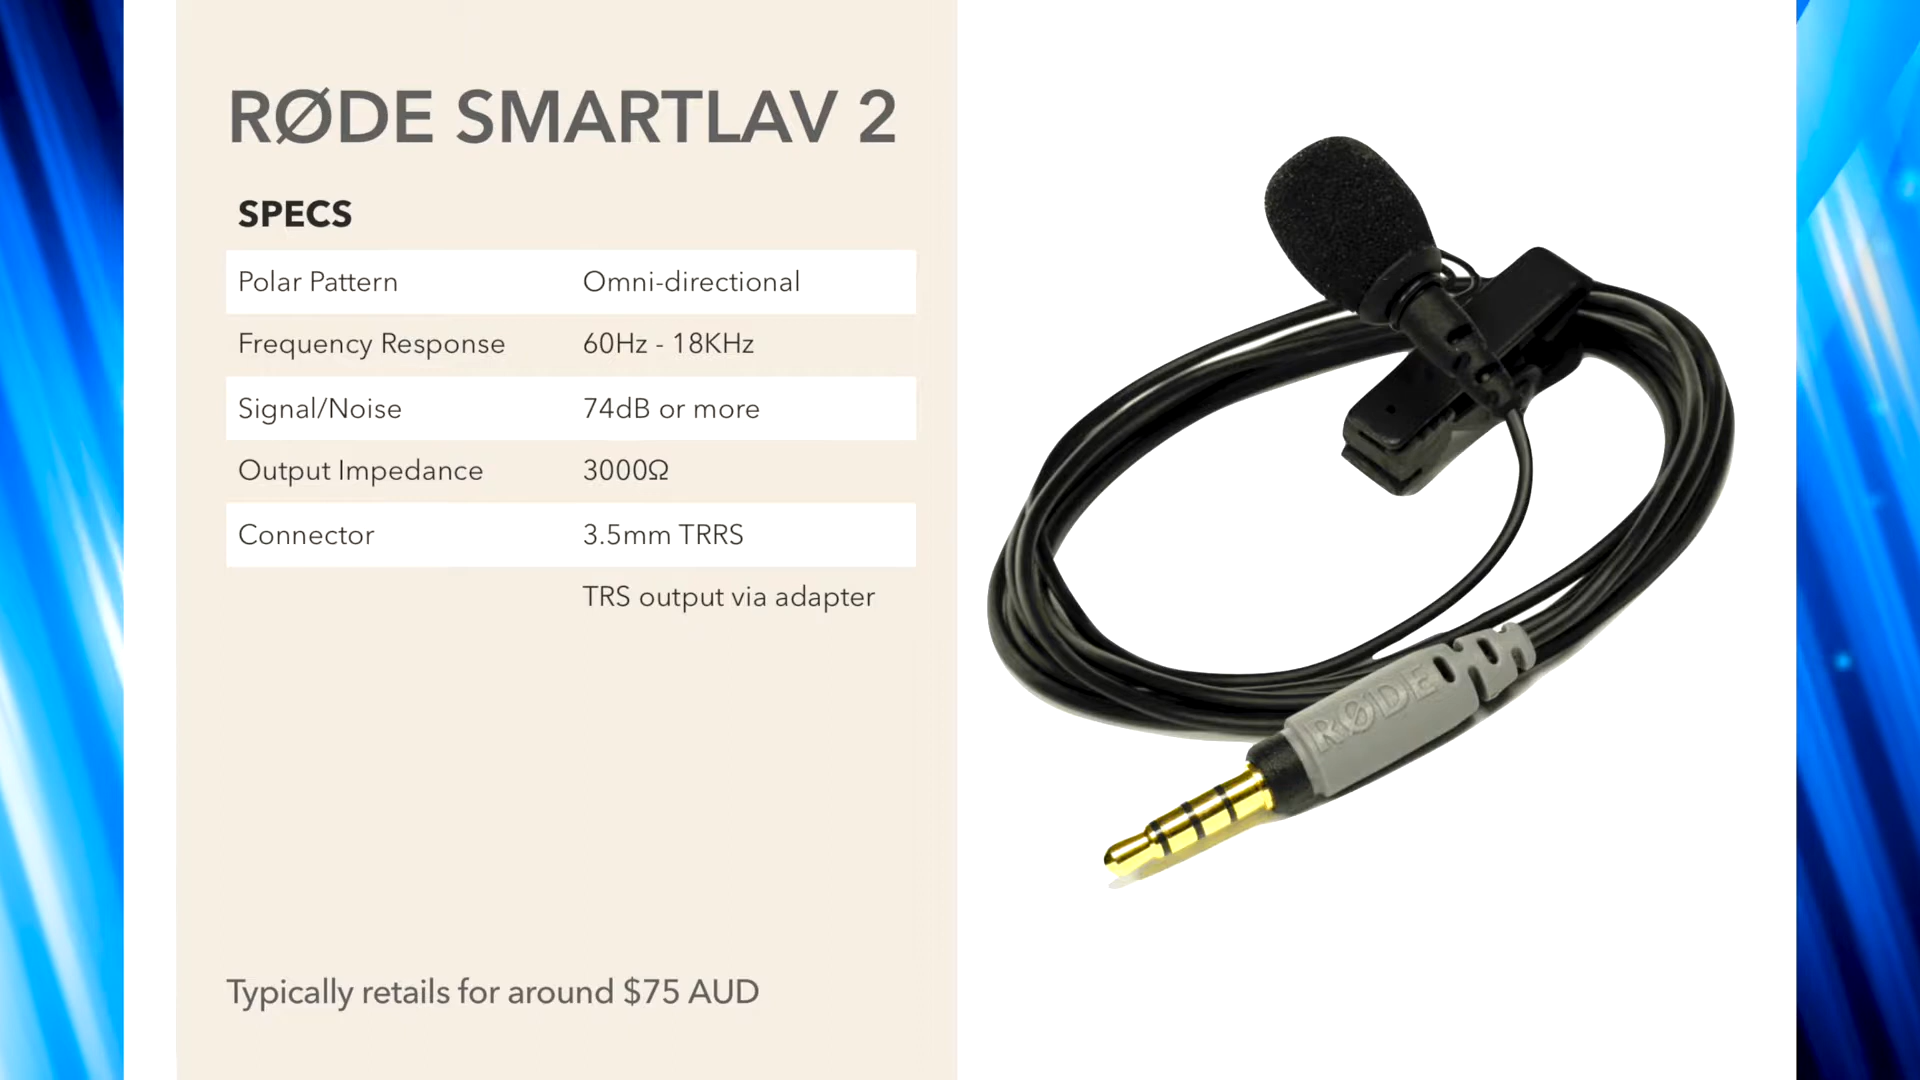 RØDE SMARTLAV 2
SPECS
Polar Pattern Omni-directional
Frequency Response 60Hz - 18KHz
Signal/Noise 74dB or more
Output Impedance 3000Ω
Connector 3.5mm TRRS
TRS output via adapter
RØDE
Typically retails for around $75 AUD